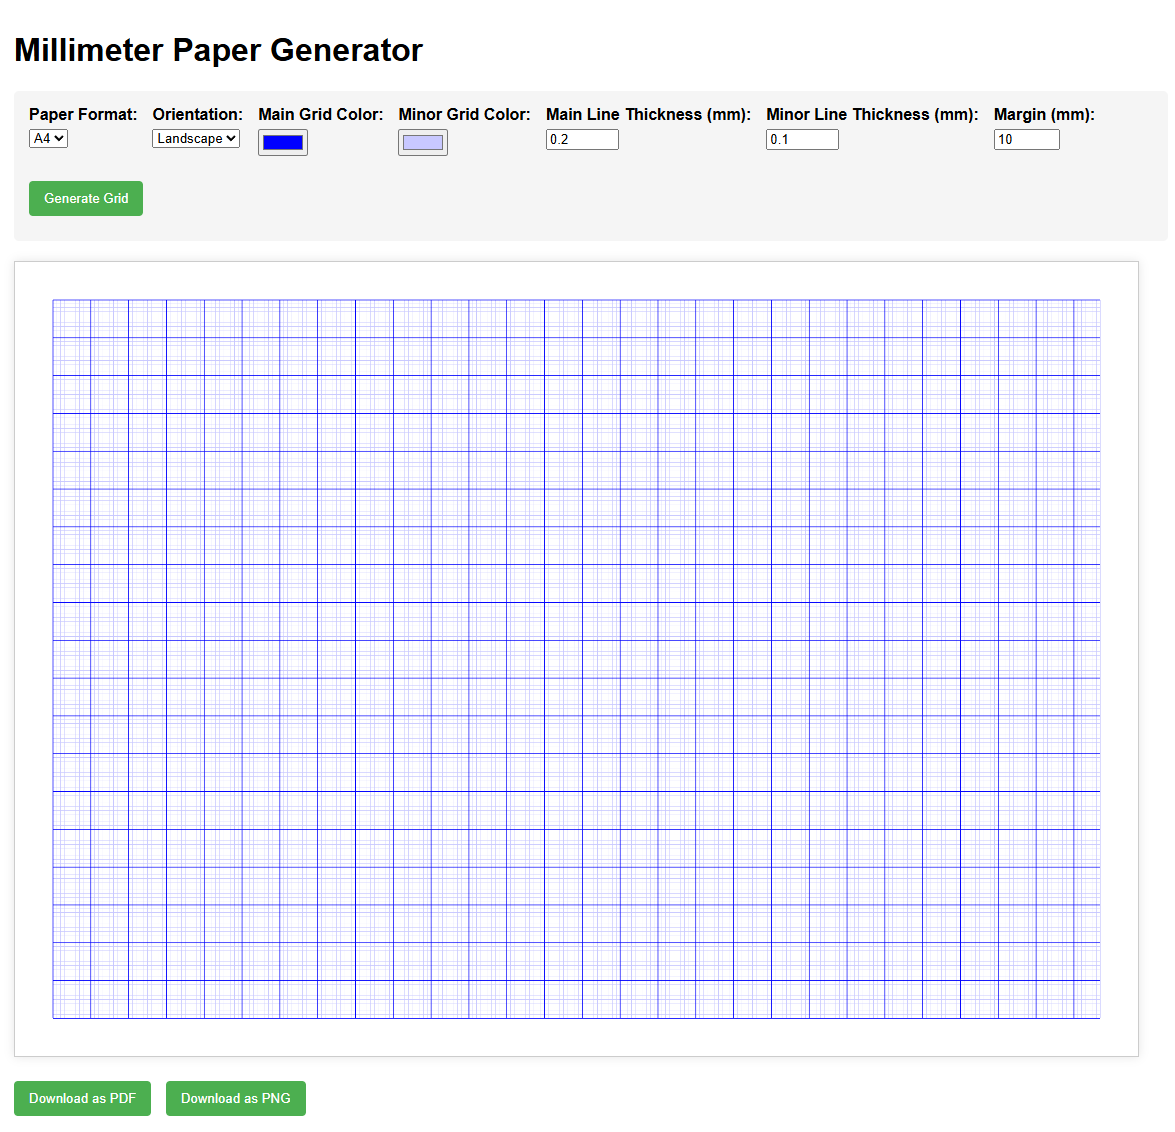 Millimeter Paper Generator
Paper Format: Orientation: Main Grid Color: Minor Grid Color: Main Line Thickness (mm): Minor Line Thickness (mm): Margin (mm):
A4 Landscape 0.2 0.1 10
Generate Grid
Download as PDF Download as PNG